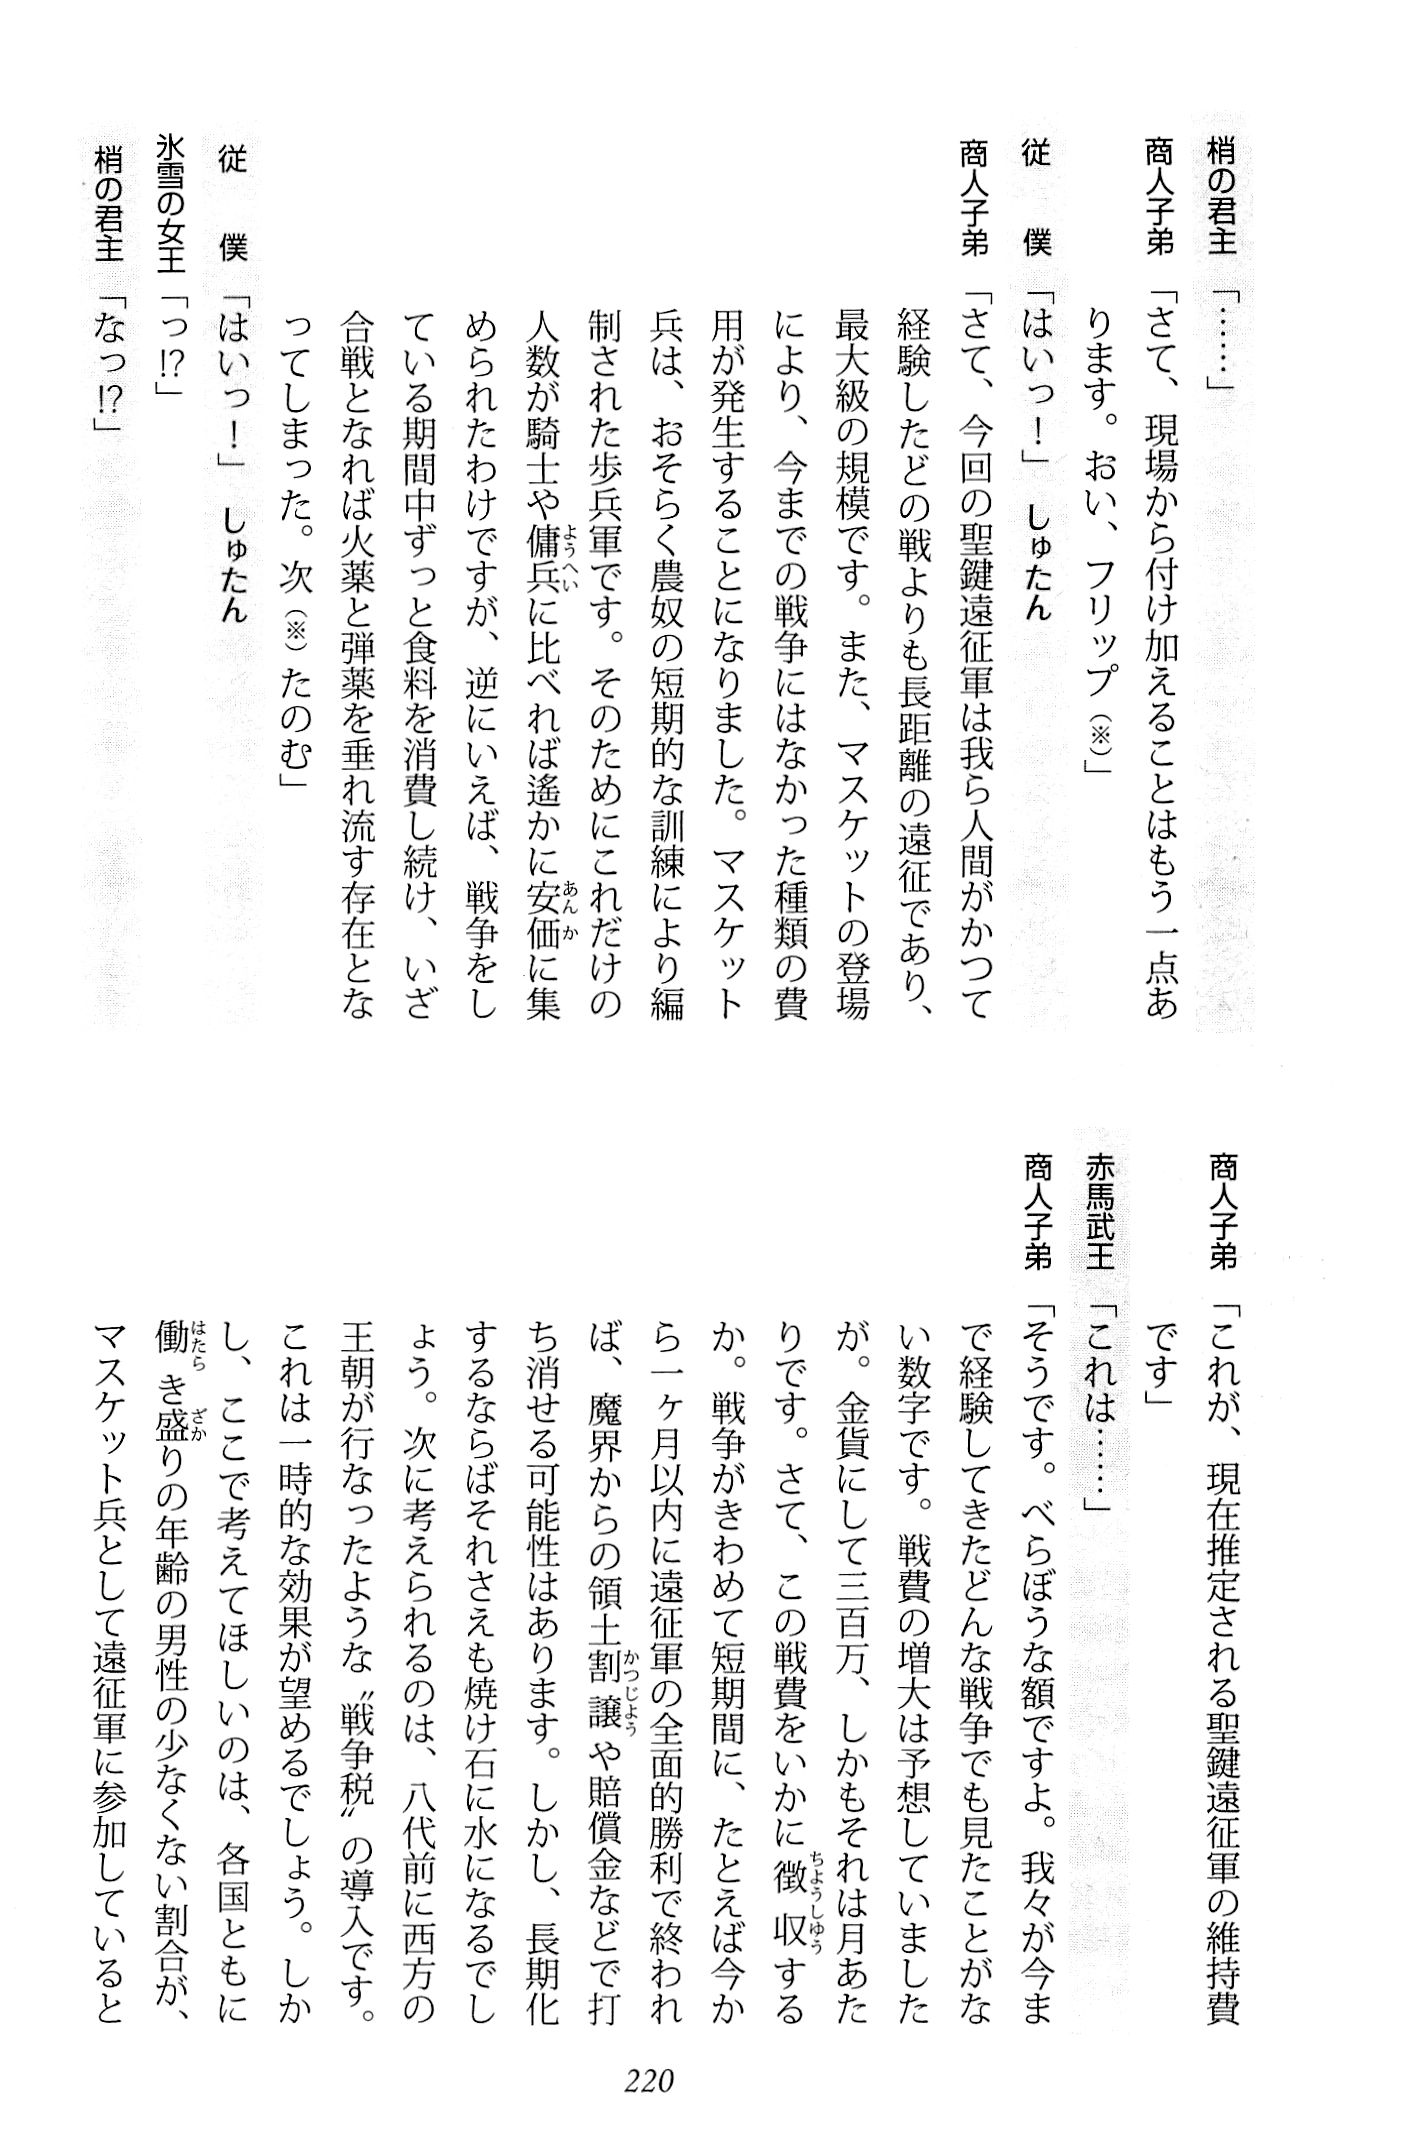 梢の君主「……」
商人子弟「さて、現場から付け加えることはもう一点あ
ります。おい、フリップ（※）」
従　僕「はいっ！」　しゅたん
商人子弟「さて、今回の聖鍵遠征軍は我ら人間がかつて
経験したどの戦よりも長距離の遠征であり、
最大級の規模です。また、マスケットの登場
により、今までの戦争にはなかった種類の費
用が発生することになりました。マスケット
兵は、おそらく農奴の短期的な訓練により編
制された歩兵軍です。そのためにこれだけの
人数が騎士や傭兵に比べれば遙かに安価に集
められたわけですが、逆にいえば、戦争をし
ている期間中ずっと食料を消費し続け、いざ
合戦となれば火薬と弾薬を垂れ流す存在とな
ってしまった。次（※）たのむ」
従　僕「はいっ！」　しゅたん
氷雪の女王「っ!?」
梢の君主「なっ!?」
商人子弟「これが、現在推定される聖鍵遠征軍の維持費
です」
赤馬武王「これは……」
商人子弟「そうです。べらぼうな額ですよ。我々が今ま
で経験してきたどんな戦争でも見たことがな
い数字です。戦費の増大は予想していました
が。金貨にして三百万、しかもそれは月あた
りです。さて、この戦費をいかに徴収する
か。戦争がきわめて短期間に、たとえば今か
ら一ヶ月以内に遠征軍の全面的勝利で終われ
ば、魔界からの領土割譲や賠償金などで打
ち消せる可能性はあります。しかし、長期化
するならばそれさえも焼け石に水になるでし
ょう。次に考えられるのは、八代前に西方の
王朝が行なったような〝戦争税〟の導入です。
これは一時的な効果が望めるでしょう。しか
し、ここで考えてほしいのは、各国ともに
働き盛りの年齢の男性の少なくない割合が、
マスケット兵として遠征軍に参加していると
220